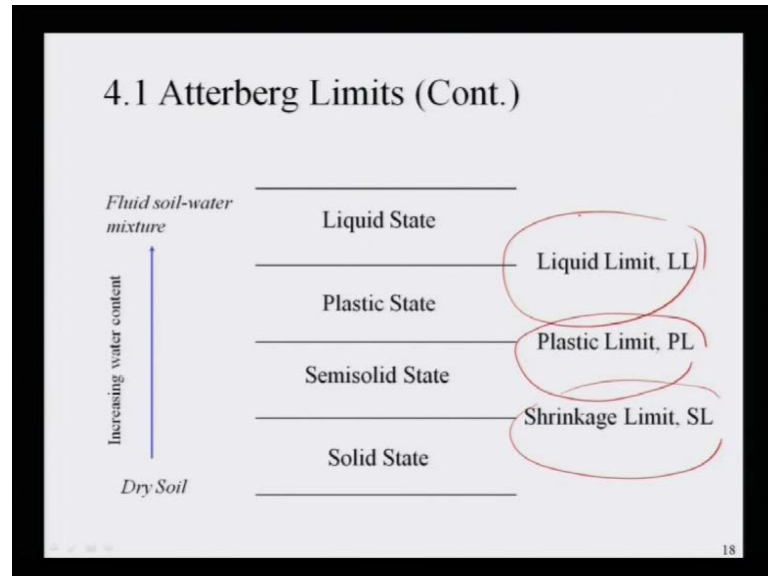 4.1 Atterberg Limits (Cont.)
Fluid soil-water
mixture
Increasing water content
Dry Soil
Liquid State
Plastic State
Semisolid State
Solid State
Liquid Limit, LL
Plastic Limit, PL
Shrinkage Limit, SL
18